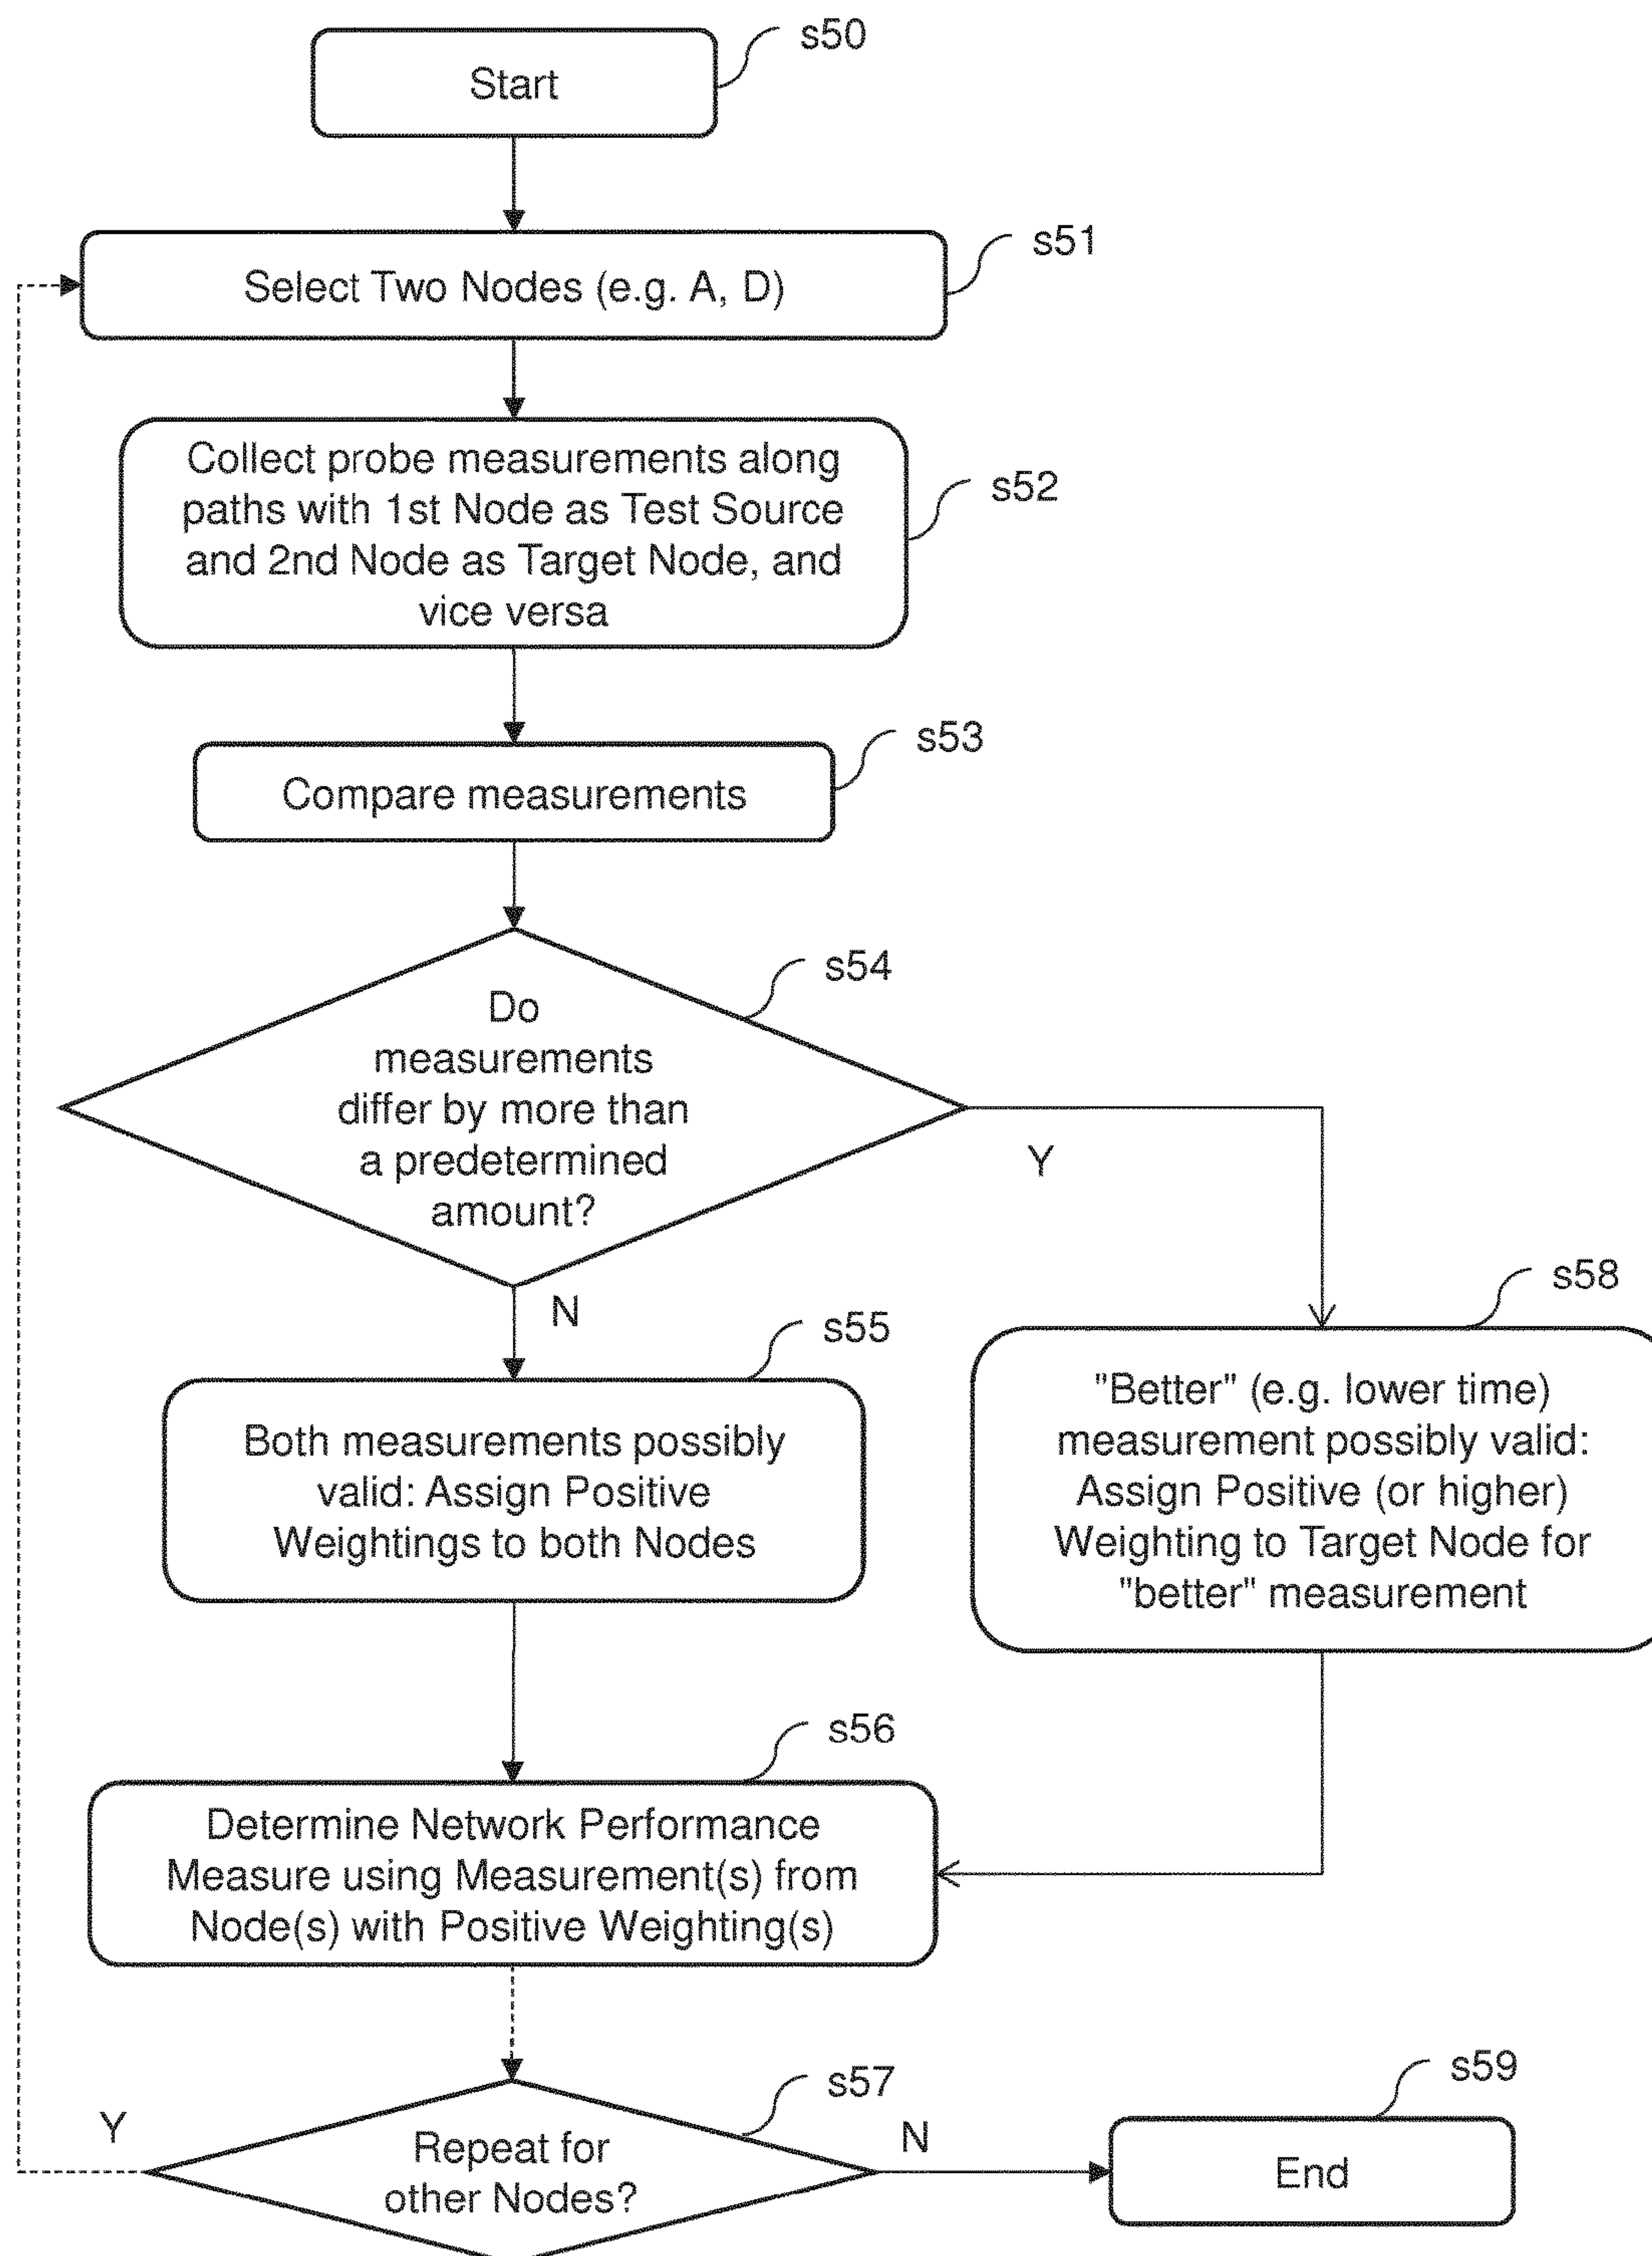 s50
Start
s51
Select Two Nodes (e.g. A, D)
Collect probe measurements along
paths with 1st Node as Test Source
and 2nd Node as Target Node, and
vice versa
s52
s53
Compare measurements
s54
Do
measurements
differ by more than
a predetermined
amount?
Y
N
s55
Both measurements possibly
valid: Assign Positive
Weightings to both Nodes
s58
"Better" (e.g. lower time)
measurement possibly valid:
Assign Positive (or higher)
Weighting to Target Node for
"better" measurement
s56
Determine Network Performance
Measure using Measurement(s) from
Node(s) with Positive Weighting(s)
s57
Y
Repeat for
other Nodes?
N
s59
End